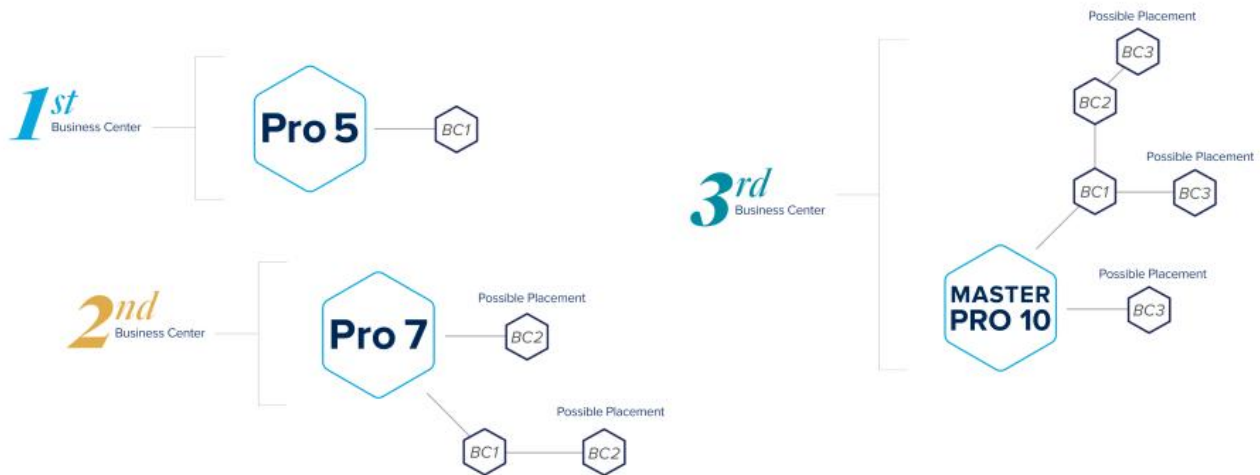 1st
Business Center
Pro 5
BC1
2nd
Business Center
Pro 7
Possible Placement
BC2
BC1
Possible Placement
BC2
3rd
Business Center
Possible Placement
BC3
BC2
Possible Placement
BC1
BC3
MASTER
PRO 10
Possible Placement
BC3